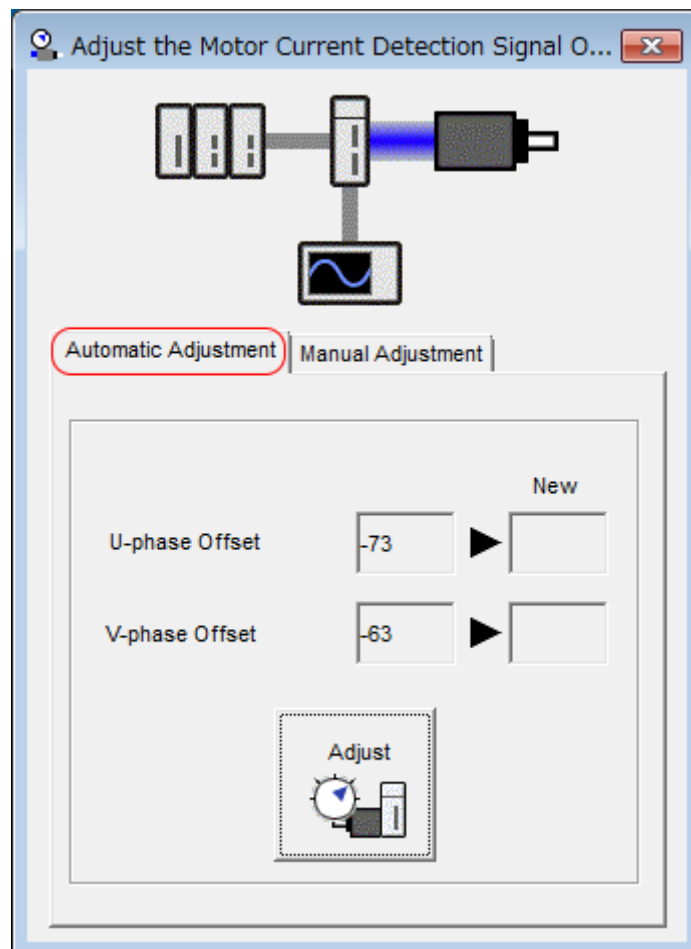 Adjust the Motor Current Detection Signal O...
Automatic Adjustment
Manual Adjustment
New
U-phase Offset
-73
V-phase Offset
-63
Adjust